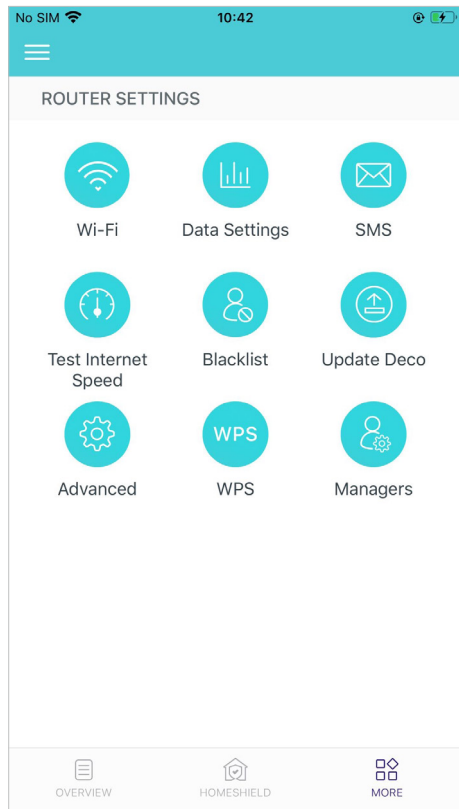 No SIM 10:42
ROUTER SETTINGS
Wi-Fi Data Settings SMS
Test Internet Blacklist Update Deco
Speed
WPS
Advanced WPS Managers
OVERVIEW HOMESHIELD MORE